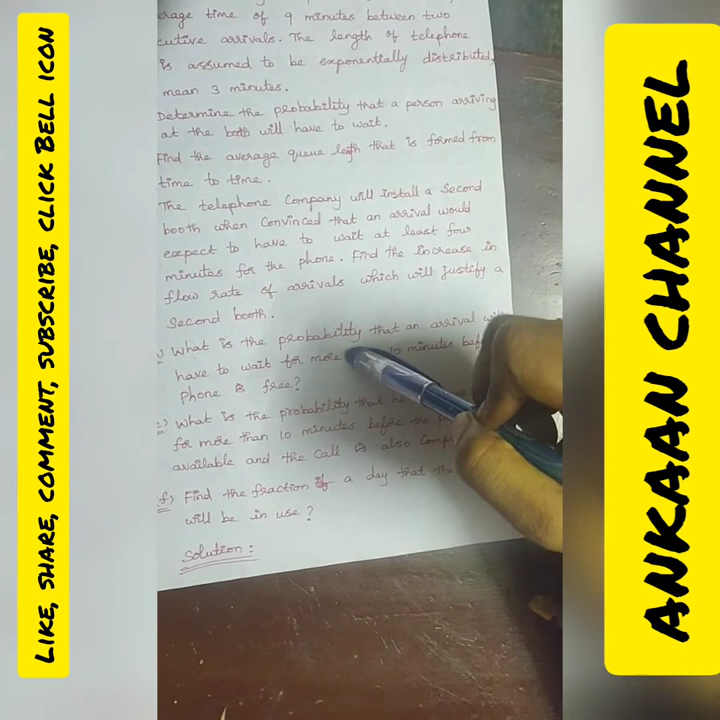 LIKE, SHARE, COMMENT, SUBSCRIBE, CLICK BELL ICON
erage time of 9 minutes between two
cutive arrivals. The length of telephone
is assumed to be exponentially distributed,
mean 3 minutes.
Determine the probability that a person arriving
at the booth will have to wait.
Find the average queue length that is formed from
time to time.
The telephone Company will install a Second
booth when Convinced that an arrival would
expect to have to wait at least four
minutes for the phone. Find the increase in
flow rate of arrivals which will justify a
Second booth.
What is the probability that an arrival will
have to wait for more 10 minutes bef
phone is free?
e) What is the probability that he
for more than 10 minutes before the
available and the call is also Comp
f) Find the fraction of a day that the
will be in use?
Solution:
ANKAAN CHANNEL